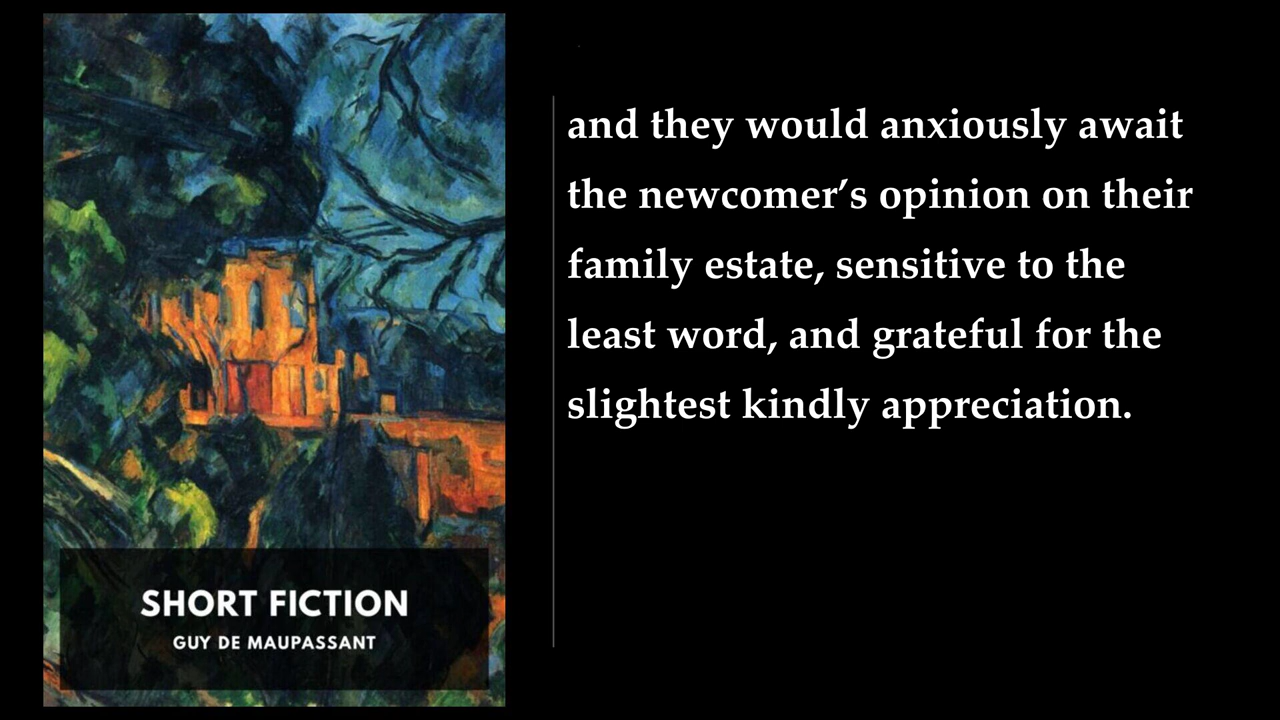 SHORT FICTION
GUY DE MAUPASSANT
and they would anxiously await
the newcomer’s opinion on their
family estate, sensitive to the
least word, and grateful for the
slightest kindly appreciation.